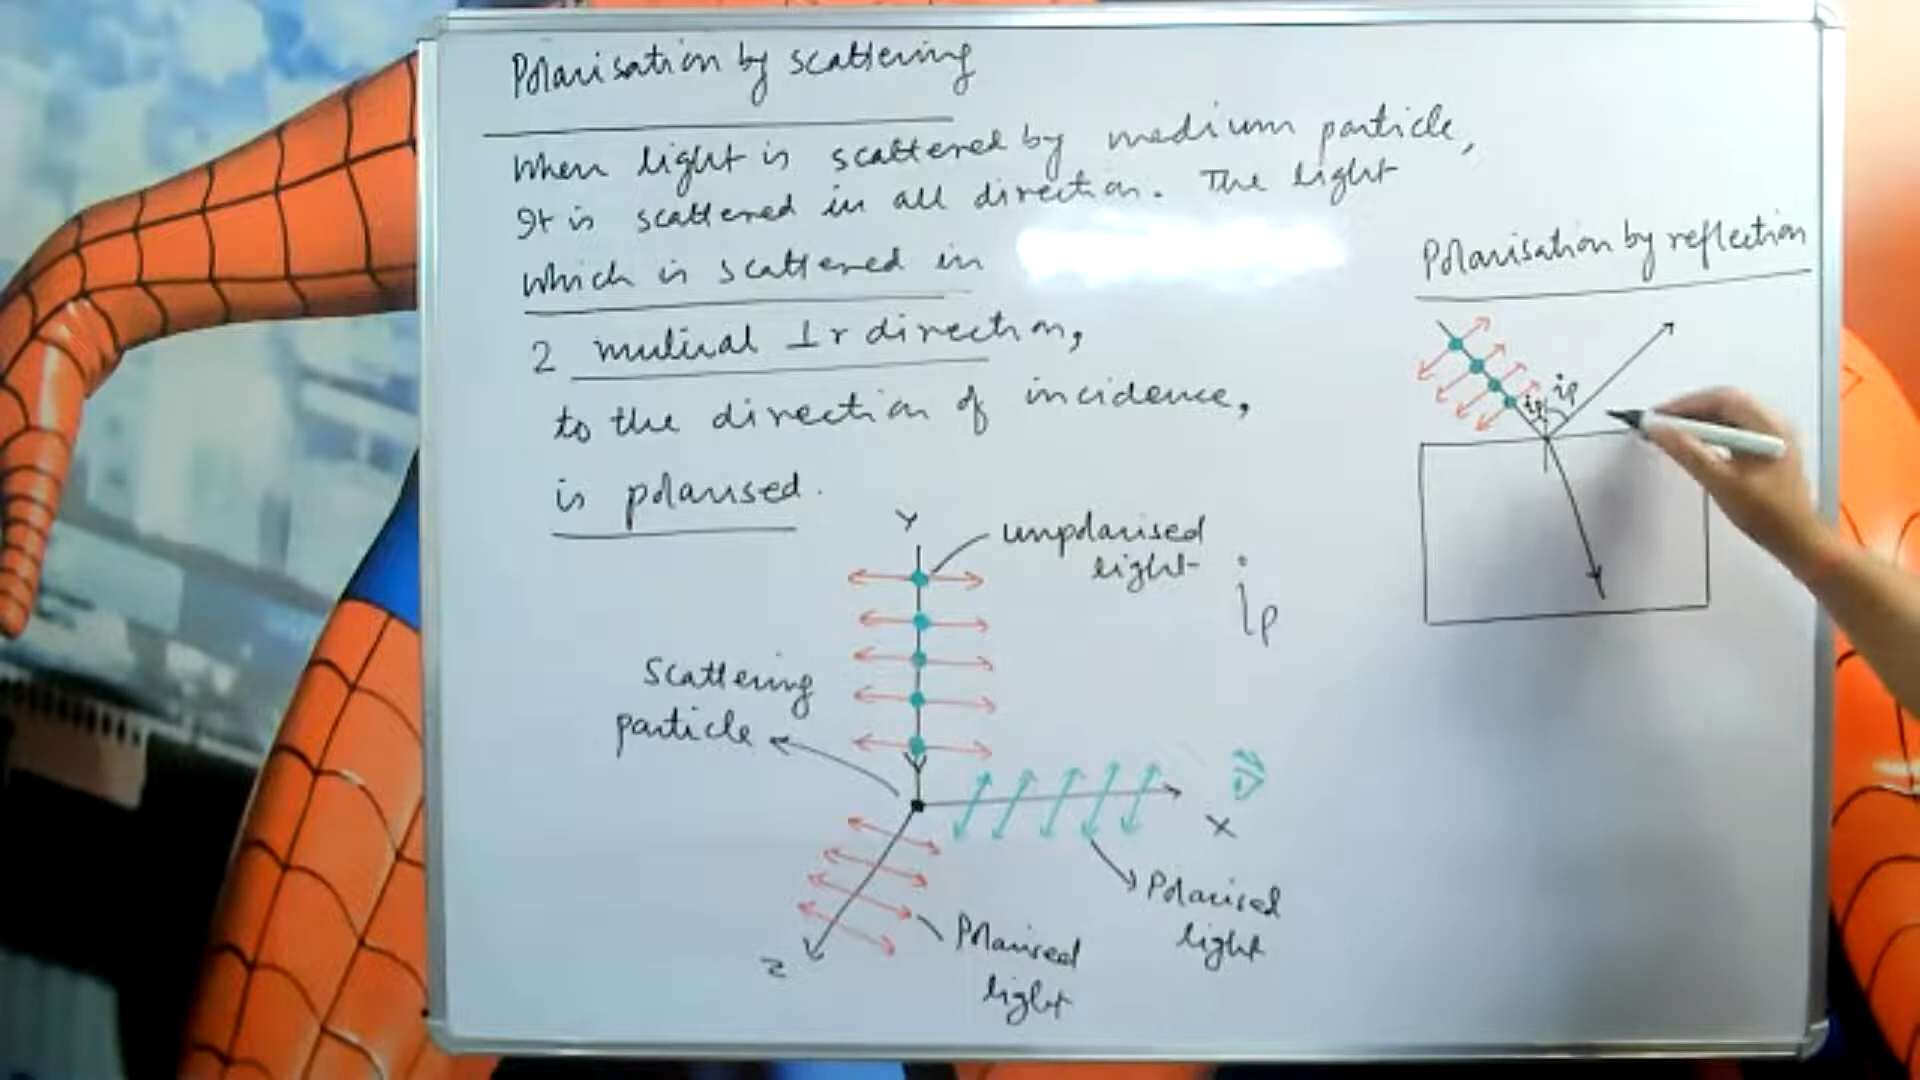 Polarisation by scattering
When light is scattered by medium particle,
It is scattered in all direction. The light
which is scattered in
2 mutual ⊥r direction,
to the direction of incidence,
is polarised.
Y
unpolarised
light
i p
Scattering
particle
X
Polarised
light
Z
Polarised
light
Polarisation by reflection
ip
ip